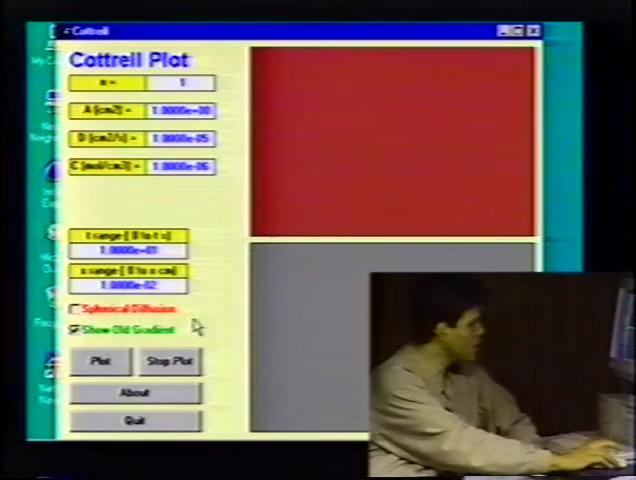 Cottrell
Cottrell Plot
n = 1
A [cm2] = 1.0000e+00
D [cm2/s] = 1.0000e-05
C [mol/cm3] = 1.0000e-06
t range [ 0 to t s]
1.0000e+01
x range [ 0 to x cm]
1.0000e-02
Spherical Diffusion
Show Old Gradient
Plot
Stop Plot
About
Quit